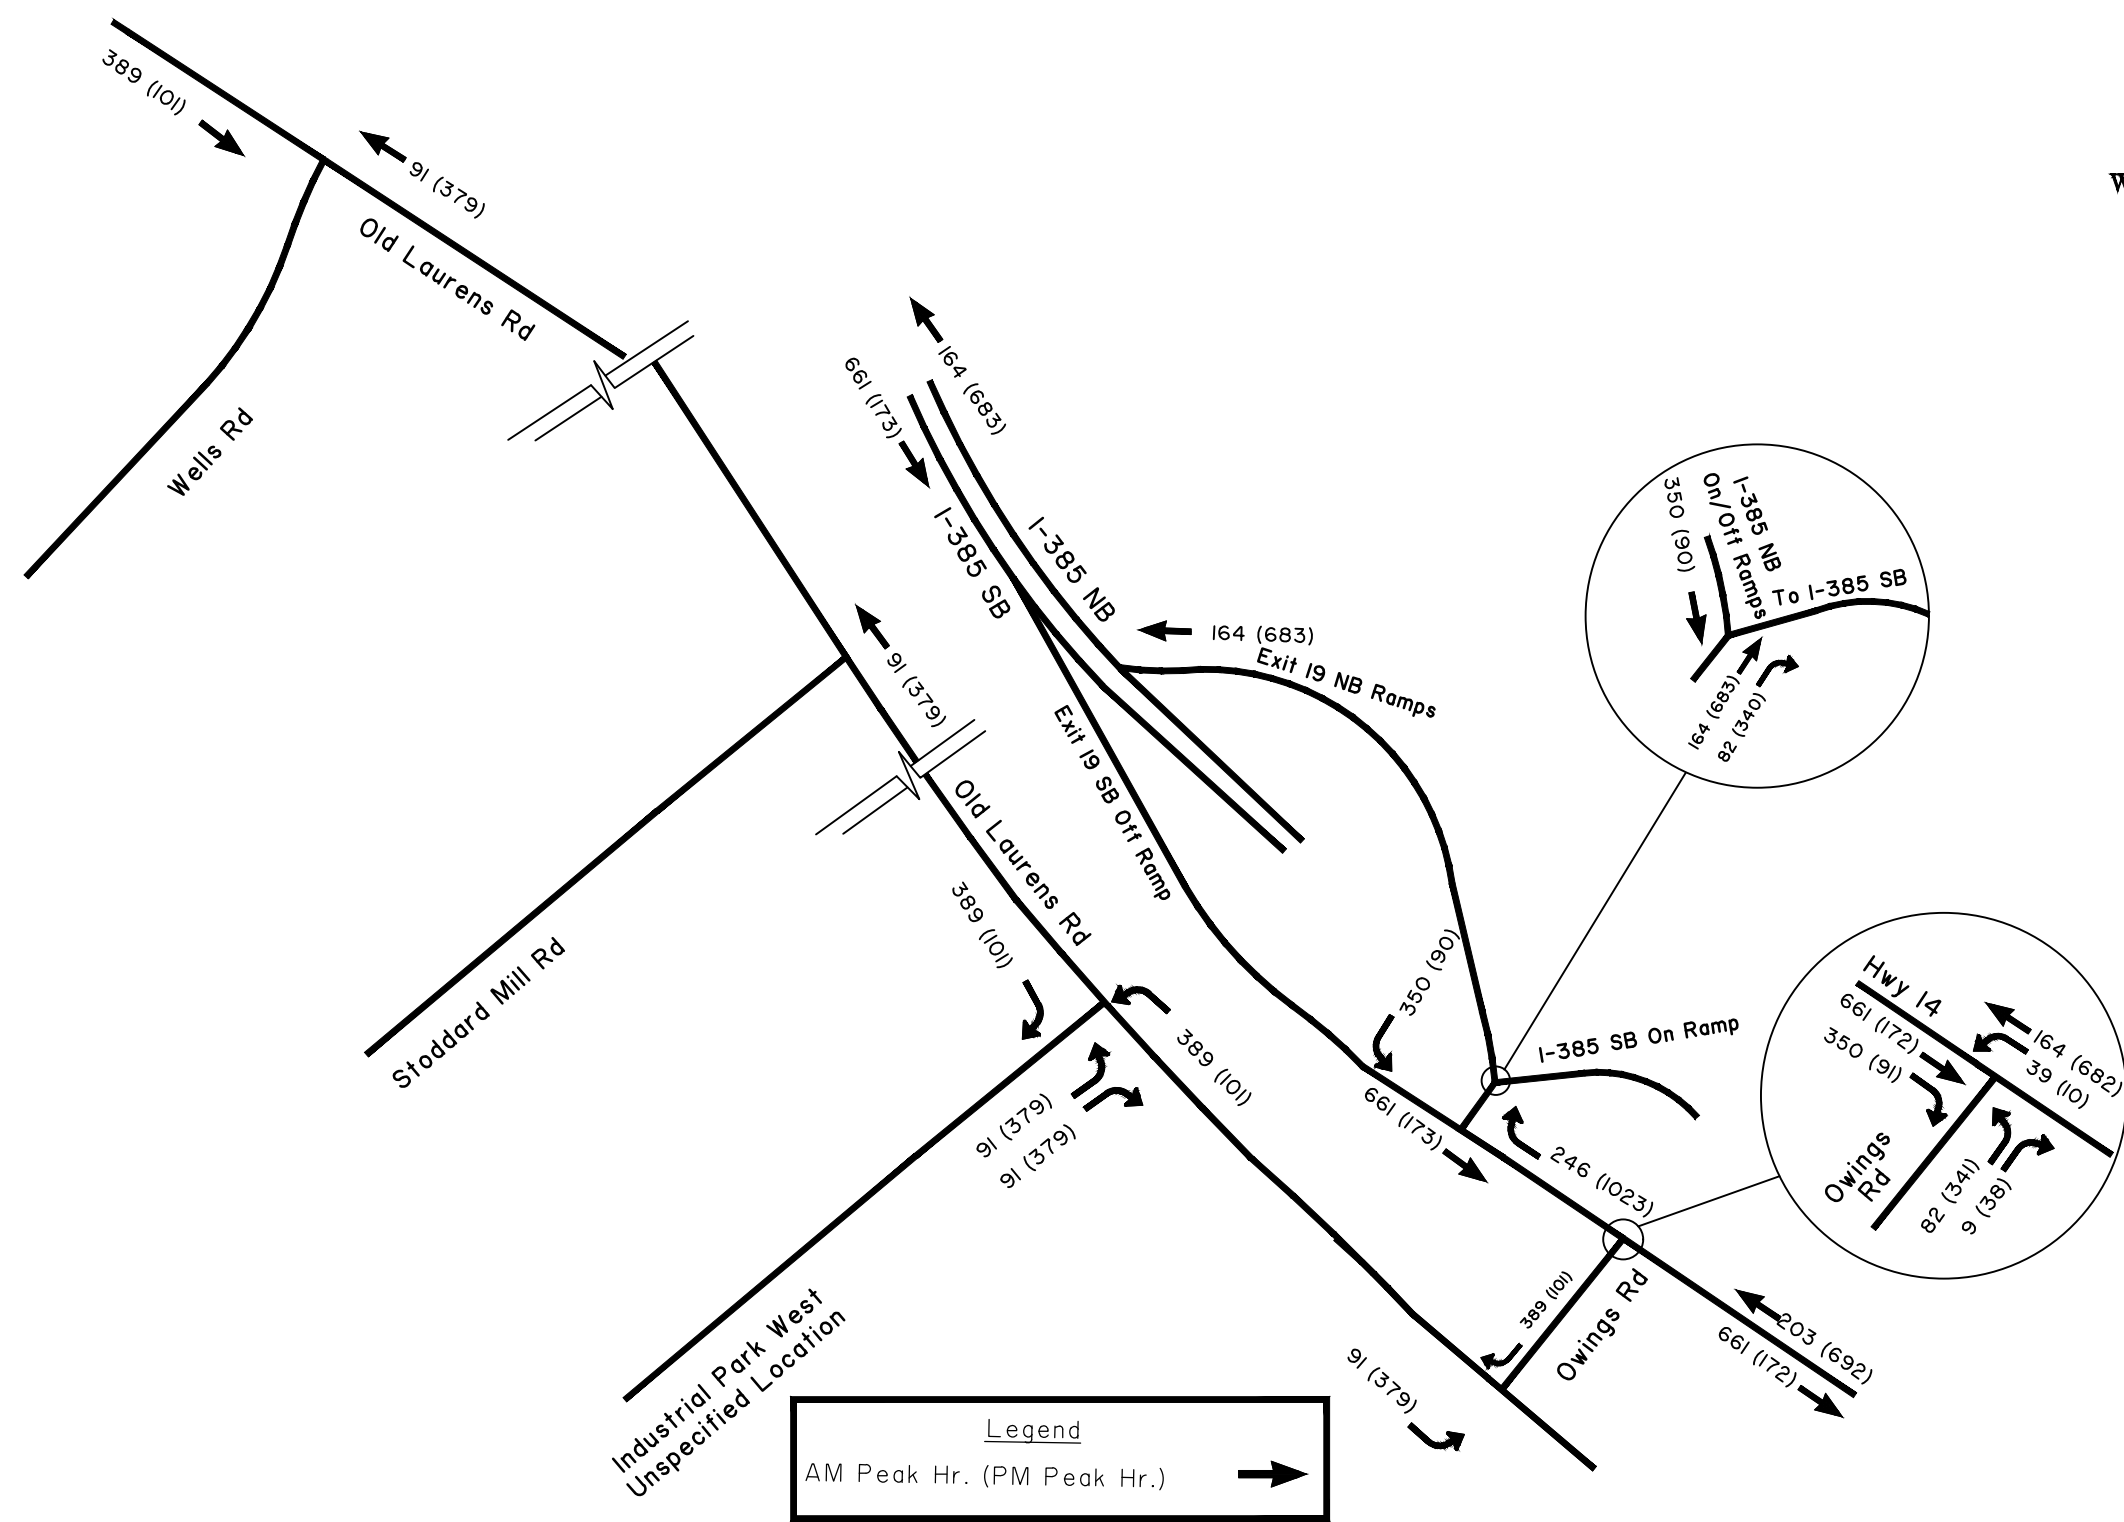 389 (101)
91 (379)
Old Laurens Rd
Wells Rd
W
164 (683)
661 (173)
I-385 SB
I-385 NB
164 (683)
Exit 19 NB Ramps
Exit 19 SB Off Ramp
91 (379)
Old Laurens Rd
Stoddard Mill Rd
389 (101)
389 (101)
91 (379)
91 (379)
Industrial Park West
Unspecified Location
350 (90)
I-385 NB
On/Off Ramps
To I-385 SB
164 (683)
82 (340)
350 (90)
I-385 SB On Ramp
661 (173)
246 (1023)
Hwy 14
661 (172)
350 (91)
164 (682)
39 (10)
Owings
Rd
82 (341)
9 (38)
389 (101)
Owings Rd
91 (379)
203 (692)
661 (172)
Legend
AM Peak Hr. (PM Peak Hr.)